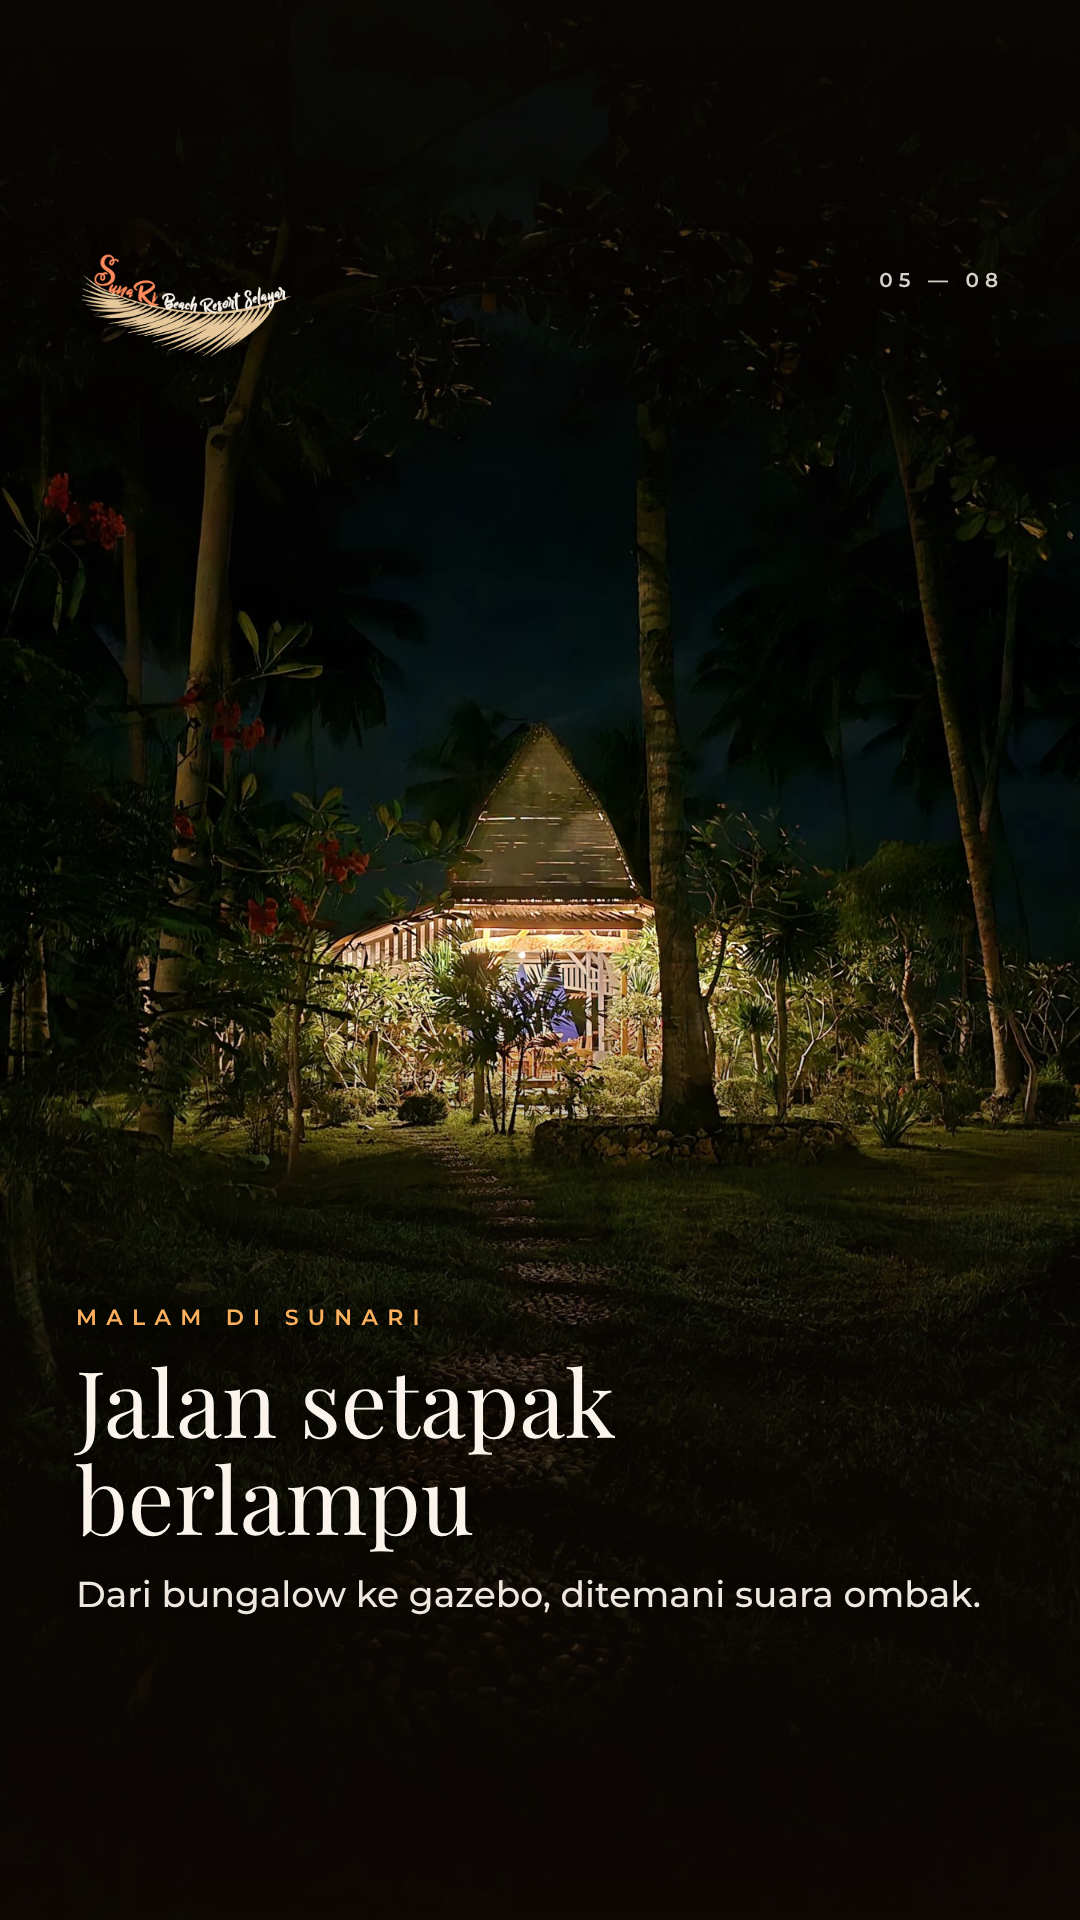 SunaRi Beach Resort Selayar
05 — 08
MALAM DI SUNARI
Jalan setapak
berlampu
Dari bungalow ke gazebo, ditemani suara ombak.